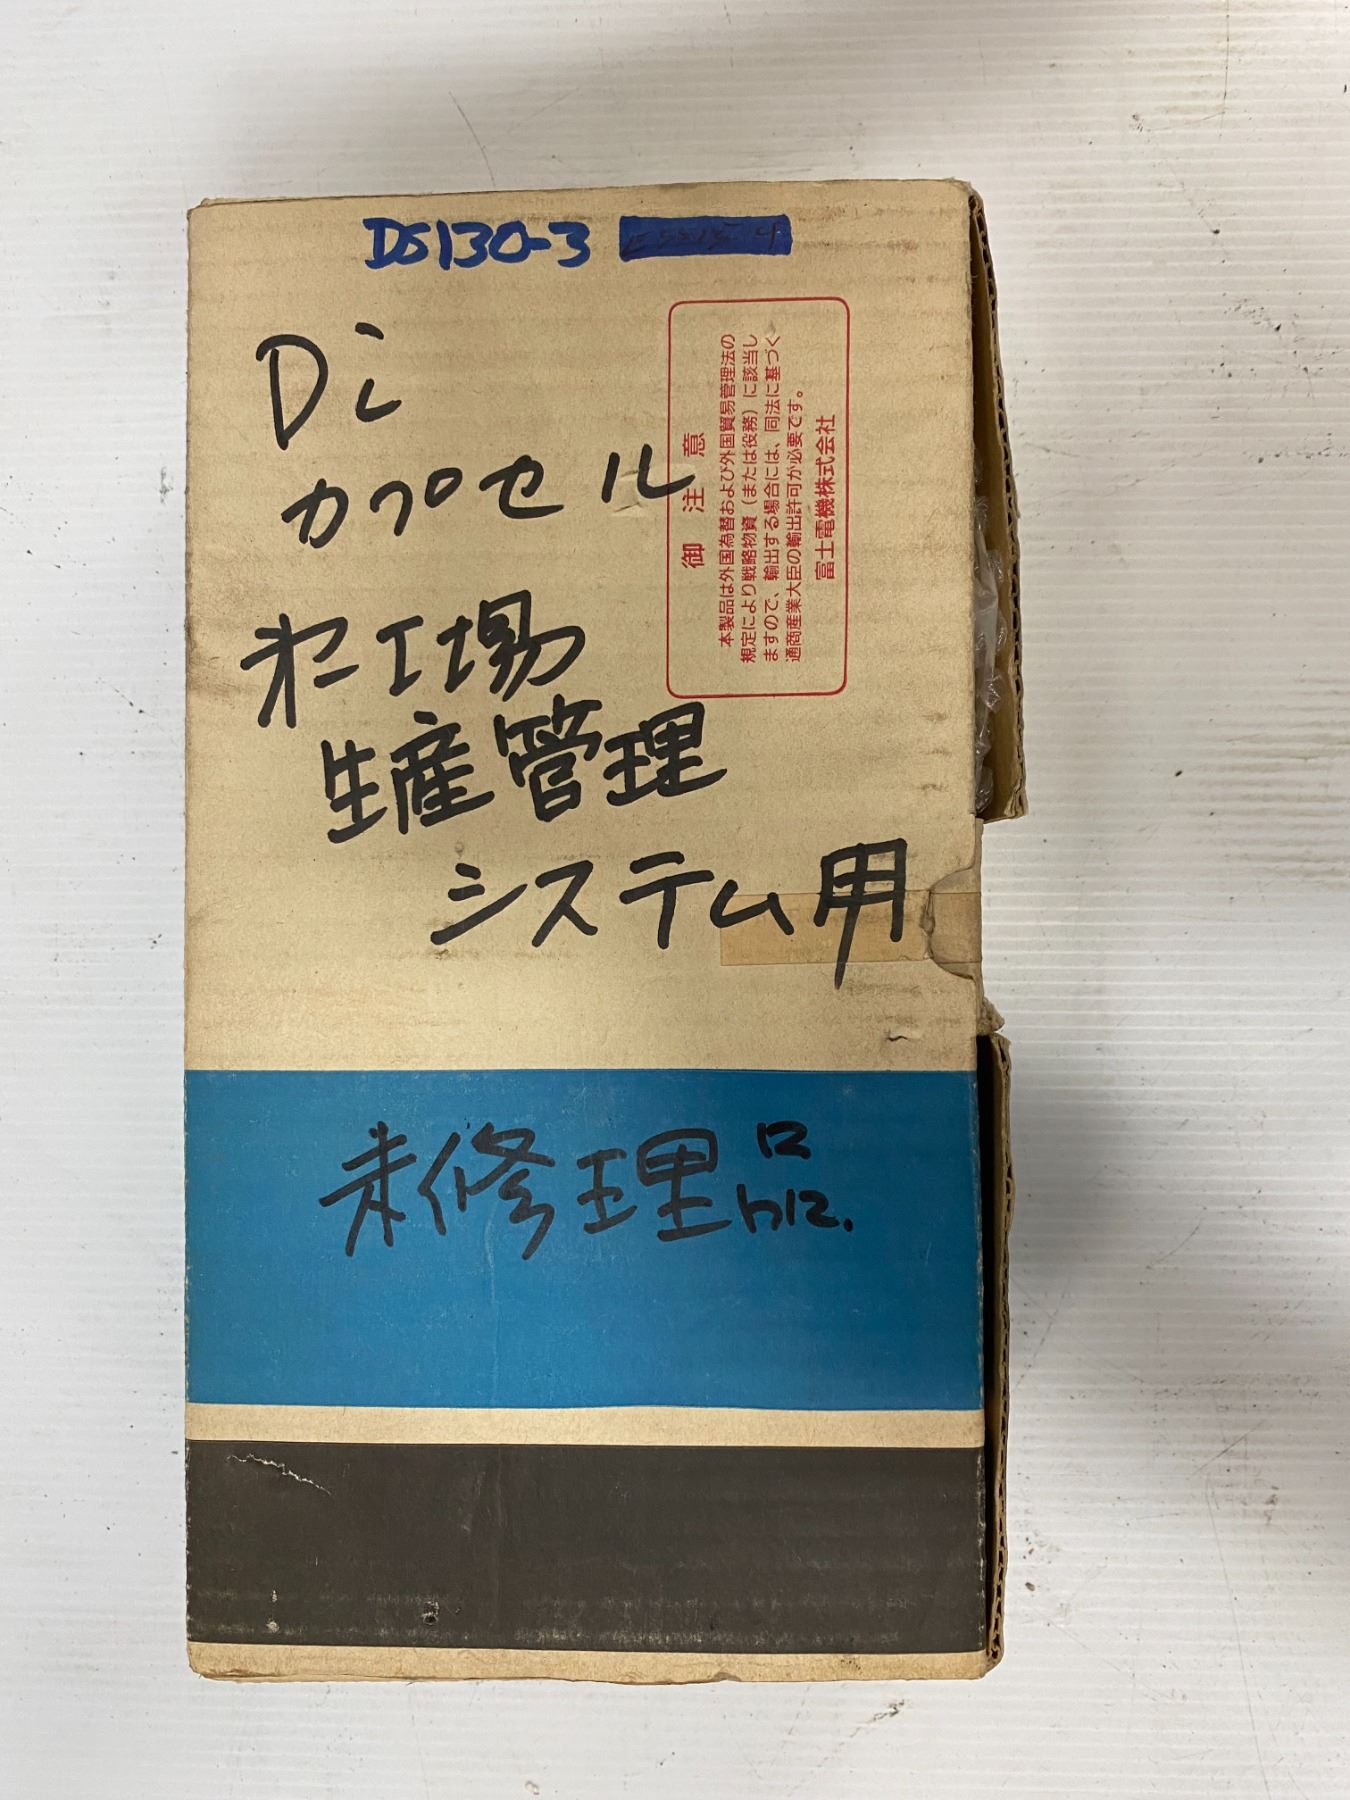 DS130-3
Di
カプセル
才二工場
生産管理
システム用
未修理品
御注意
本製品は外国為替および外国貿易管理法の
規定により戦略物資（または役務）に該当し
ますので、輸出する場合には、同法に基づく
通商産業大臣の輸出許可が必要です。
富士電機株式会社